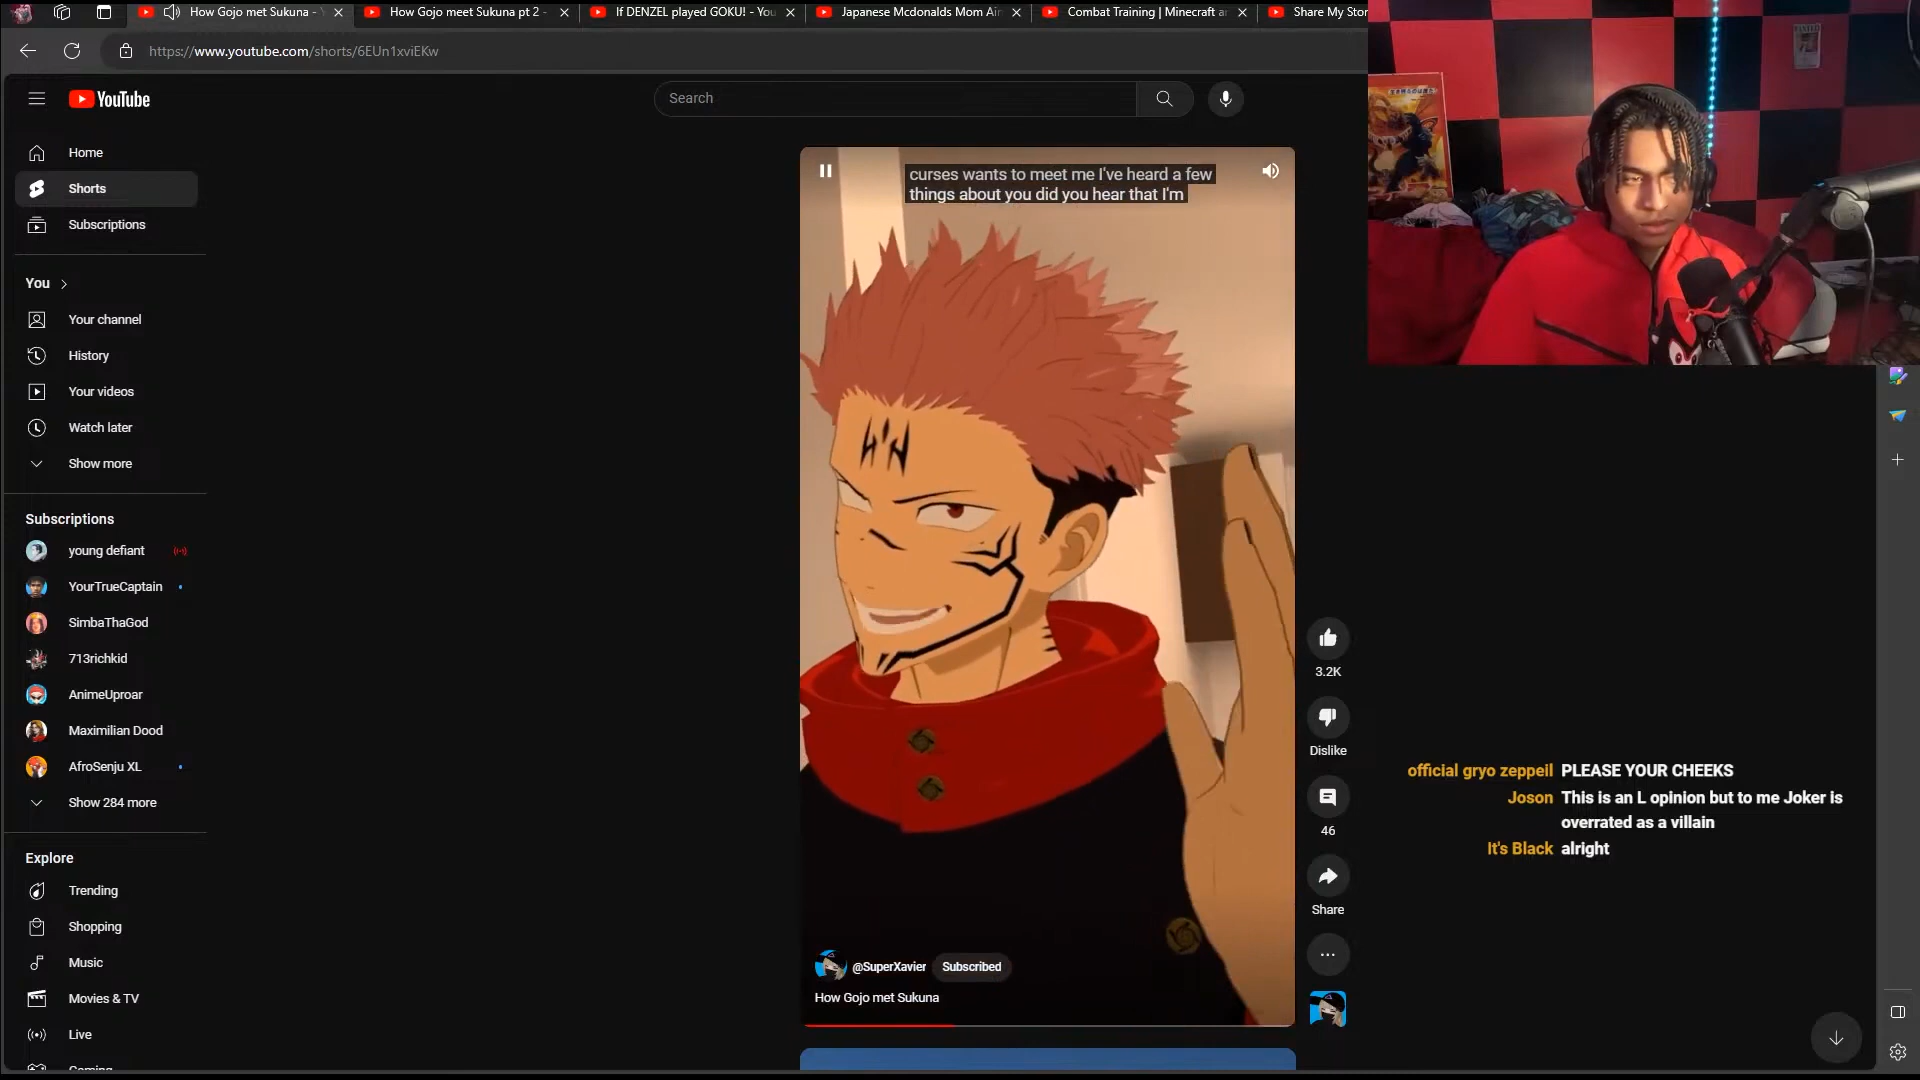 How Gojo met Sukuna -
How Gojo meet Sukuna pt 2 -
If DENZEL played GOKU! - You
Japanese Mcdonalds Mom Ain
Combat Training | Minecraft ar
Share My Stor
https://www.youtube.com/shorts/6EUn1xviEKw
YouTube
Search
Home
Shorts
Subscriptions
You
Your channel
History
Your videos
Watch later
Show more
Subscriptions
young defiant
YourTrueCaptain
SimbaThaGod
713richkid
AnimeUproar
Maximilian Dood
AfroSenju XL
Show 284 more
Explore
Trending
Shopping
Music
Movies & TV
Live
Gaming
curses wants to meet me I've heard a few
things about you did you hear that I'm
@SuperXavier Subscribed
How Gojo met Sukuna
3.2K
Dislike
46
Share
WANTED
official gryo zeppeil PLEASE YOUR CHEEKS
Joson This is an L opinion but to me Joker is
overrated as a villain
It's Black alright